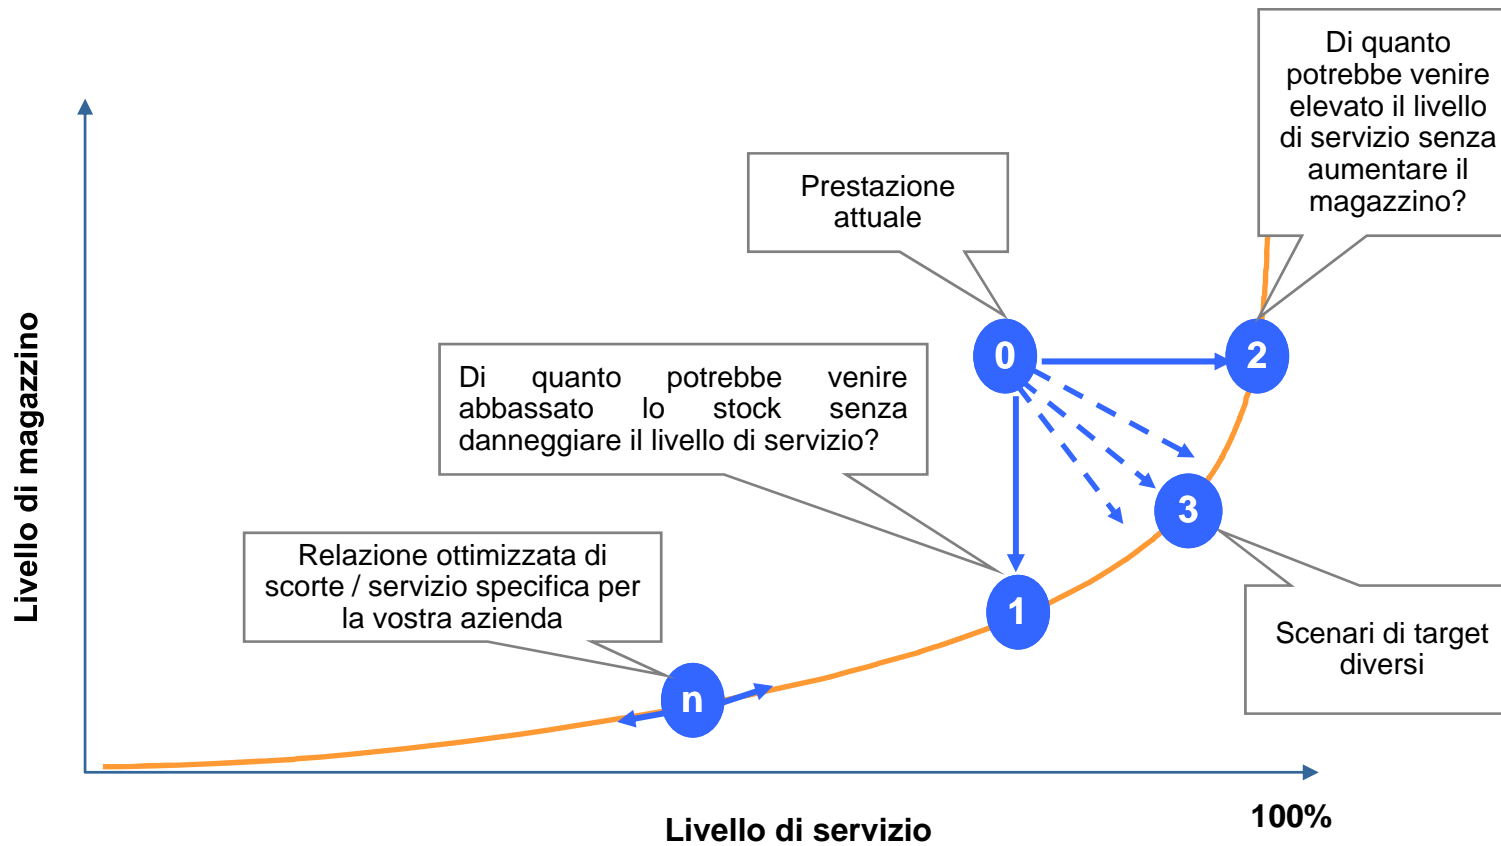 Di quanto
potrebbe venire
elevato il livello
di servizio senza
aumentare il
magazzino?
Prestazione
attuale
0
2
Di quanto potrebbe venire
abbassato lo stock senza
danneggiare il livello di servizio?
3
Relazione ottimizzata di
scorte / servizio specifica per
la vostra azienda
1
Scenari di target
diversi
n
Livello di magazzino
100%
Livello di servizio